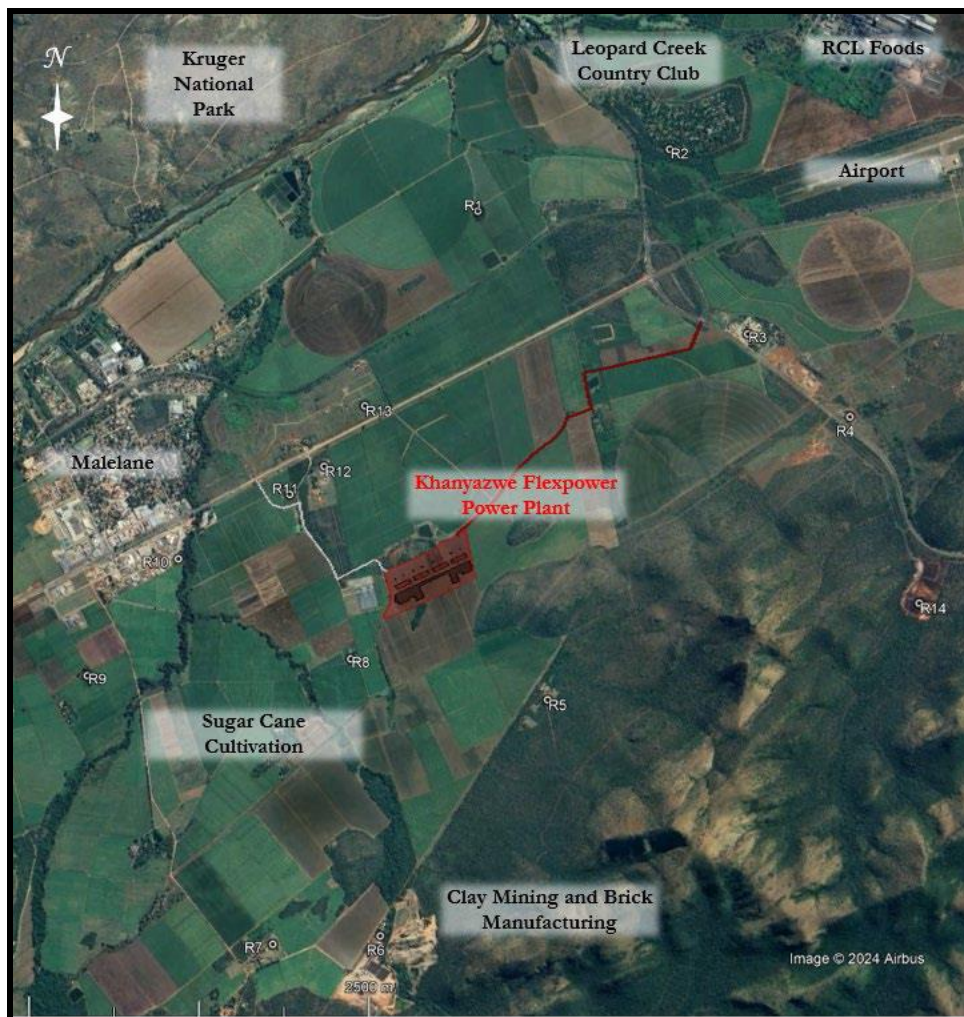 N
Kruger
National
Park
Leopard Creek
Country Club
RCL Foods
R2
Airport
R1
R3
R13
R4
Malelane
R12
R11
Khanyazwe Flexpower
Power Plant
R10
R14
R8
R9
R5
Sugar Cane
Cultivation
Clay Mining and Brick
Manufacturing
R7
R6
Image © 2024 Airbus
2500 m